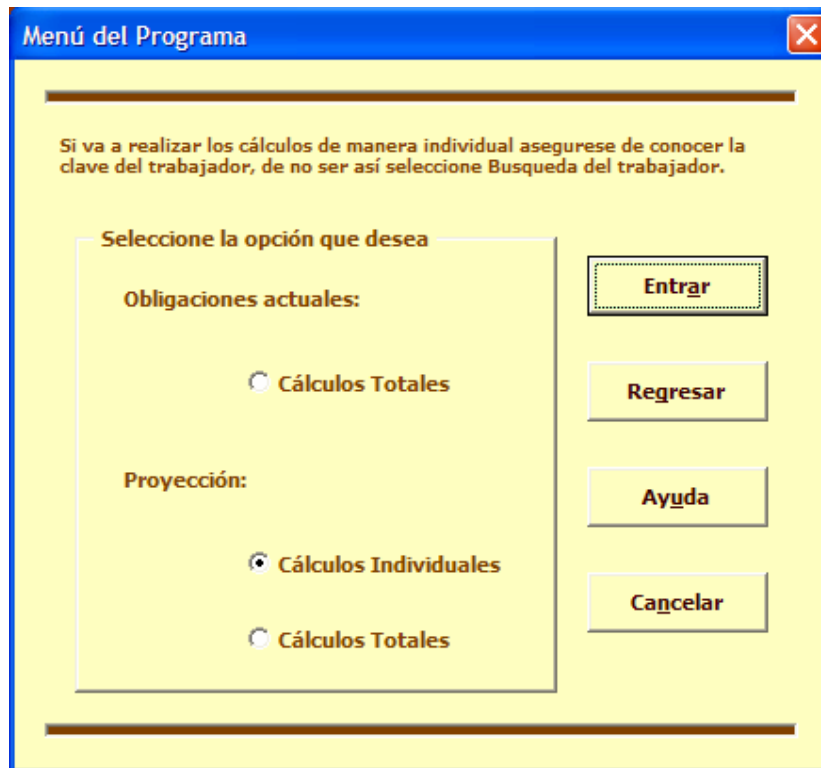 Menú del Programa
Si va a realizar los cálculos de manera individual asegurese de conocer la
clave del trabajador, de no ser así seleccione Busqueda del trabajador.
Seleccione la opción que desea
Obligaciones actuales:
Cálculos Totales
Proyección:
Cálculos Individuales
Cálculos Totales
Entrar
Regresar
Ayuda
Cancelar